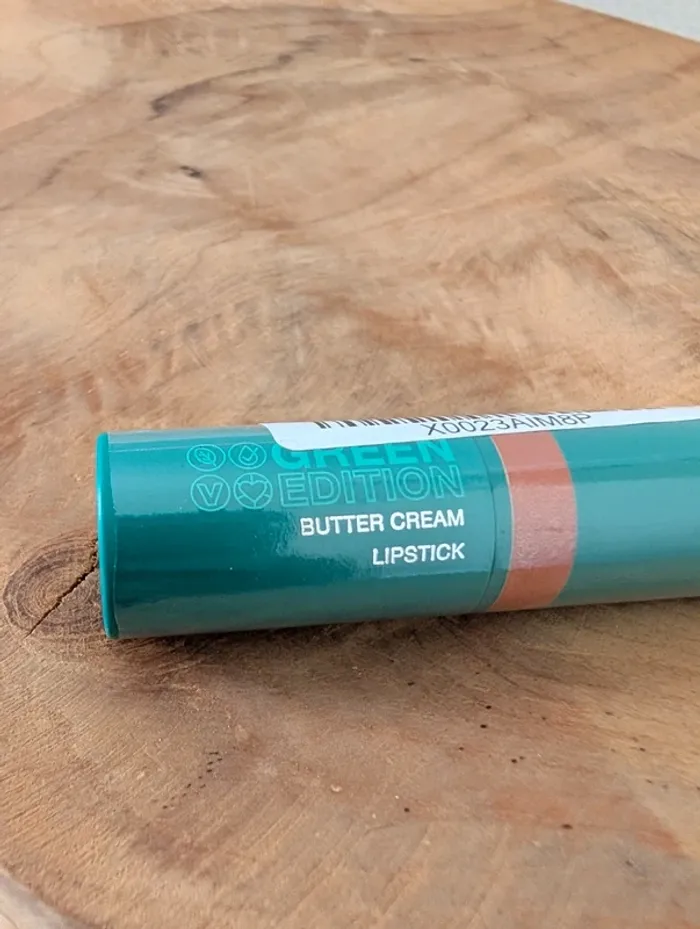 X0023AIM8P
GREEN
EDITION
BUTTER CREAM
LIPSTICK